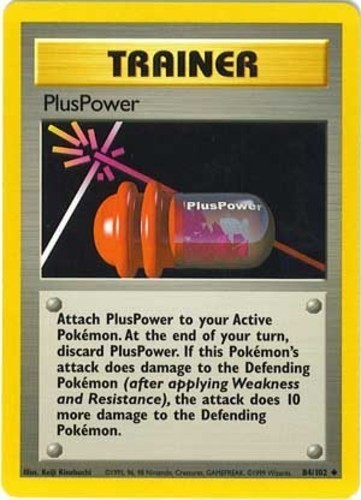 TRAINER
PlusPower
PlusPower
Attach PlusPower to your Active
Pokémon. At the end of your turn,
discard PlusPower. If this Pokémon's
attack does damage to the Defending
Pokémon (after applying Weakness
and Resistance), the attack does 10
more damage to the Defending
Pokémon.
Illus. Keiji Kinebuchi
©1995, 96, 98 Nintendo, Creatures, GAMEFREAK. ©1999 Wizards.
84/102 ◆